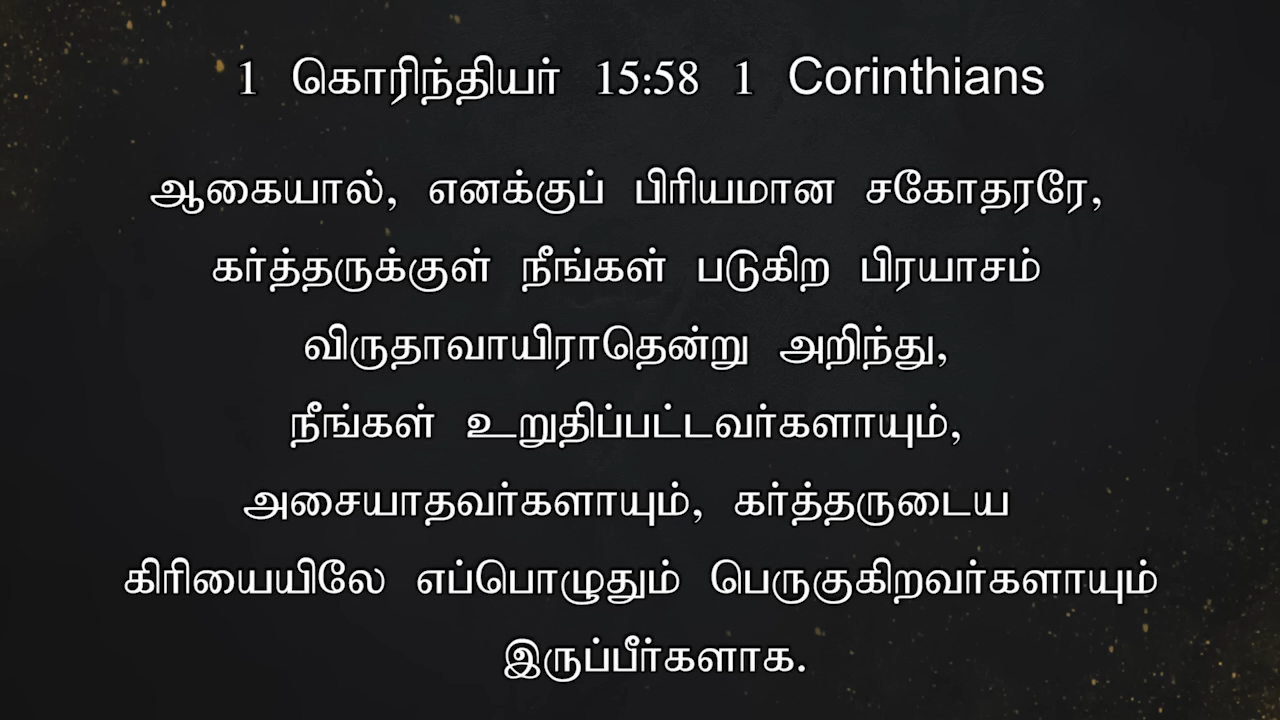 1 கொரிந்தியர் 15:58 1 Corinthians
ஆகையால், எனக்குப் பிரியமான சகோதரரே,
கர்த்தருக்குள் நீங்கள் படுகிற பிரயாசம்
விருதாவாயிராதென்று அறிந்து,
நீங்கள் உறுதிப்பட்டவர்களாயும்,
அசையாதவர்களாயும், கர்த்தருடைய
கிரியையிலே எப்பொழுதும் பெருகுகிறவர்களாயும்
இருப்பீர்களாக.